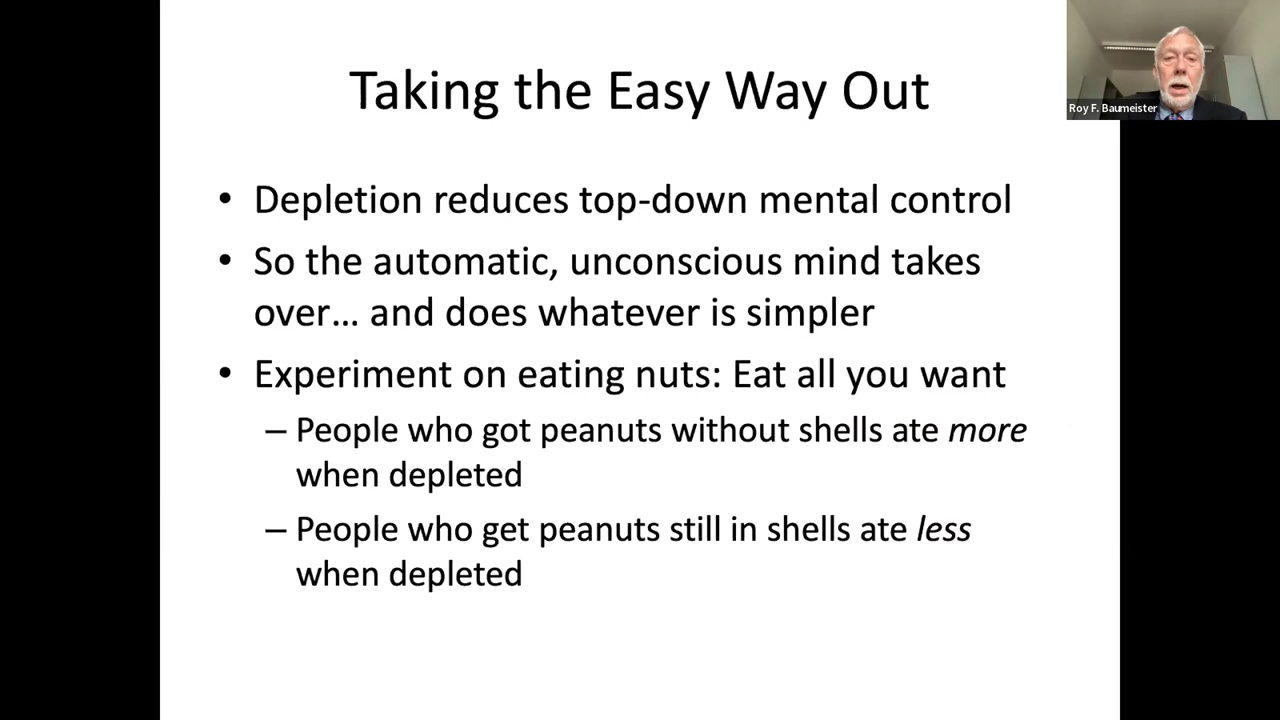 Taking the Easy Way Out
Roy F. Baumeister
• Depletion reduces top-down mental control
• So the automatic, unconscious mind takes
over... and does whatever is simpler
• Experiment on eating nuts: Eat all you want
– People who got peanuts without shells ate more
when depleted
– People who get peanuts still in shells ate less
when depleted